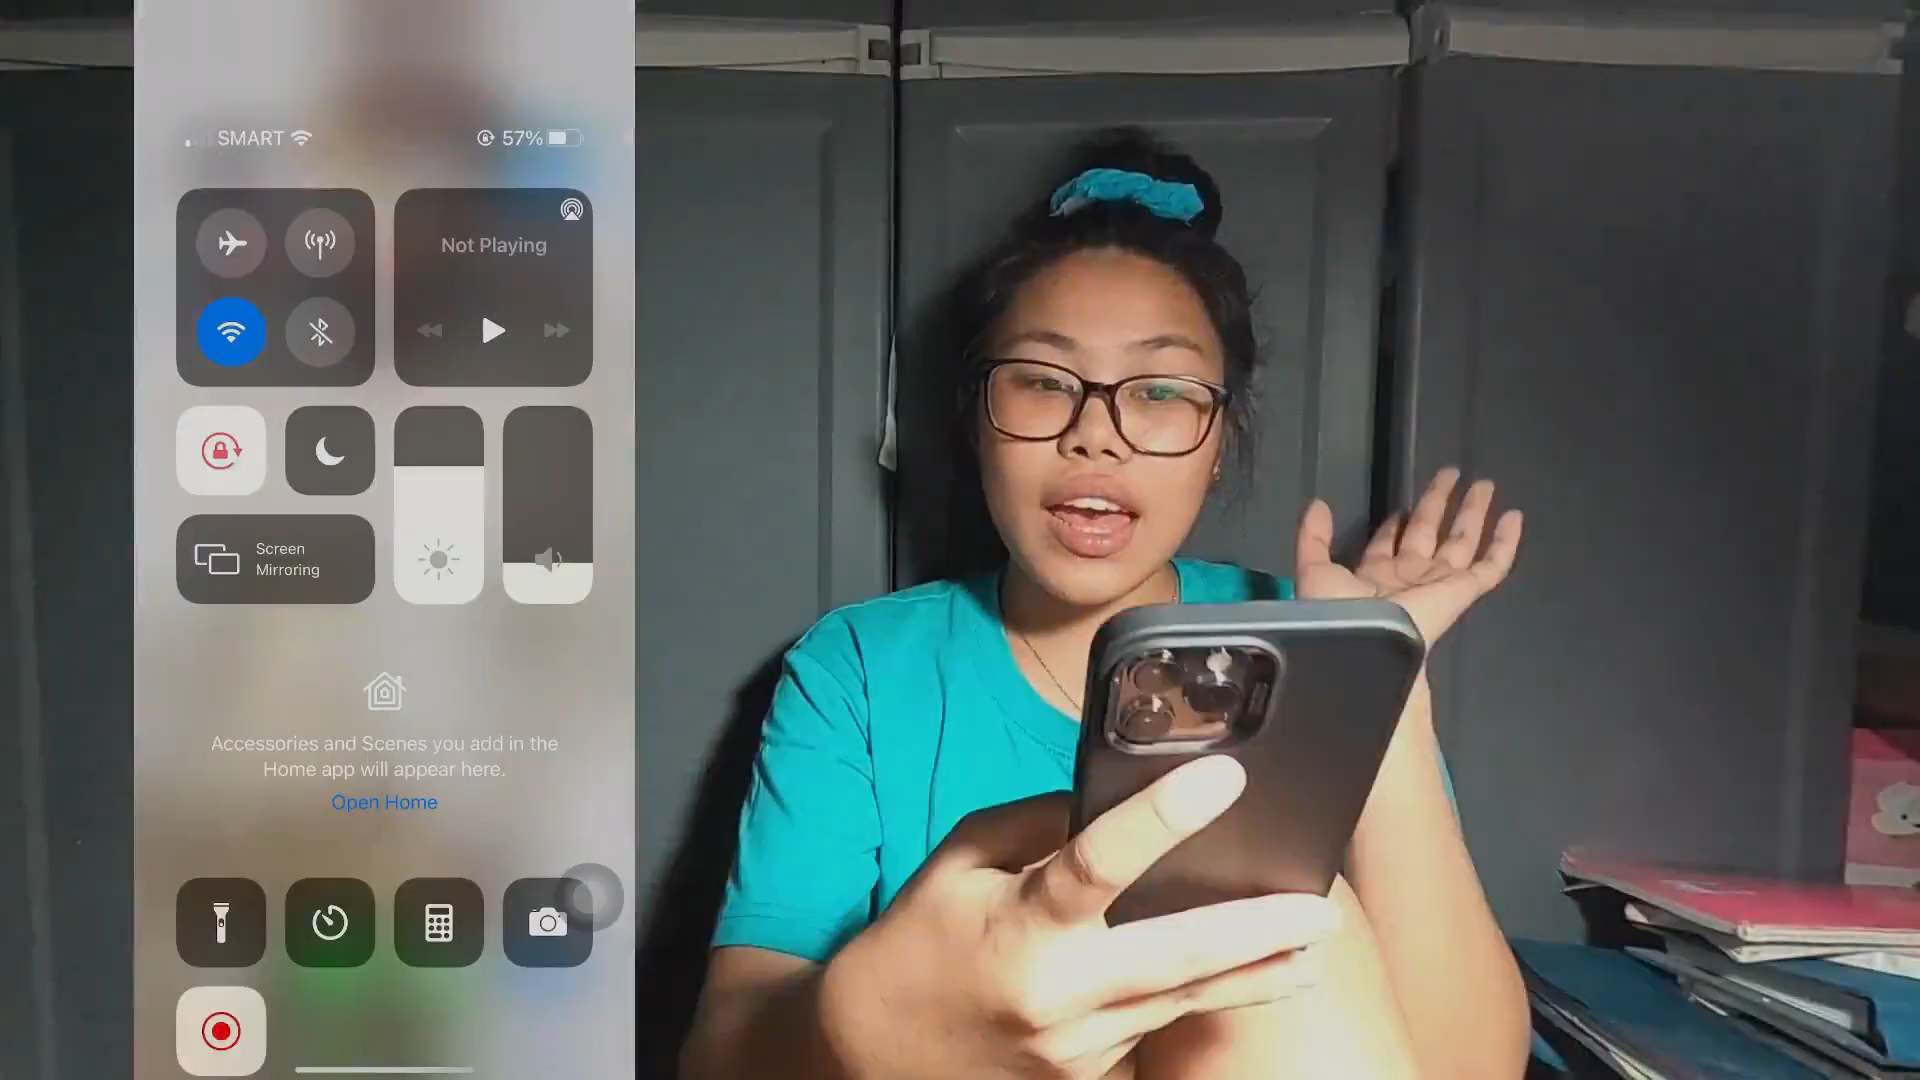 SMART
57%
Not Playing
Screen
Mirroring
Accessories and Scenes you add in the
Home app will appear here.
Open Home